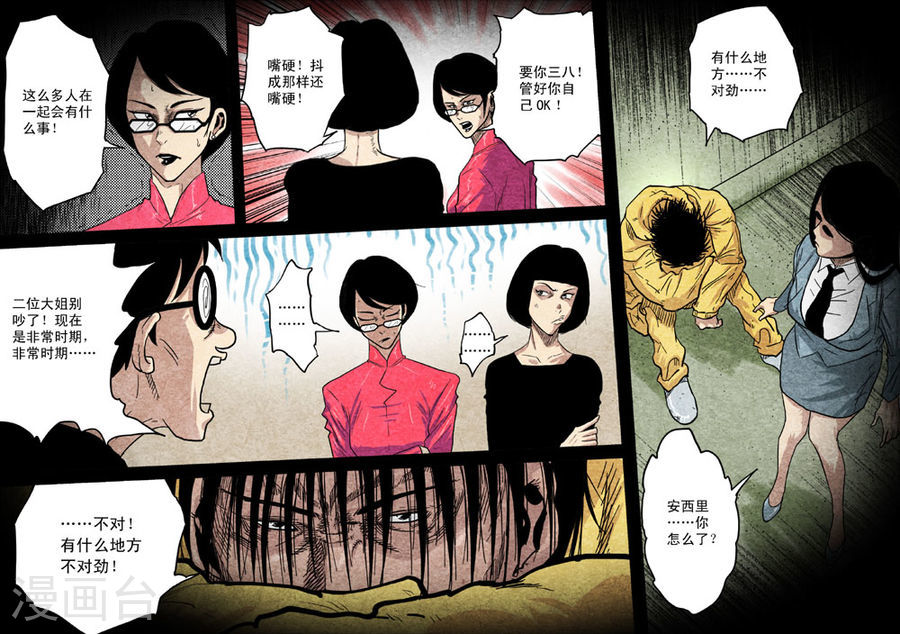 这么多人在
一起会有什
么事！
嘴硬！抖
成那样还
嘴硬！
要你三八！
管好你自
己OK！
二位大姐别
吵了！现在
是非常时期，
非常时期……
……
……
……
……
……不对！
有什么地方
不对劲！
有什么地
方……不
对劲……
安西里
……你
怎么了？
漫画台